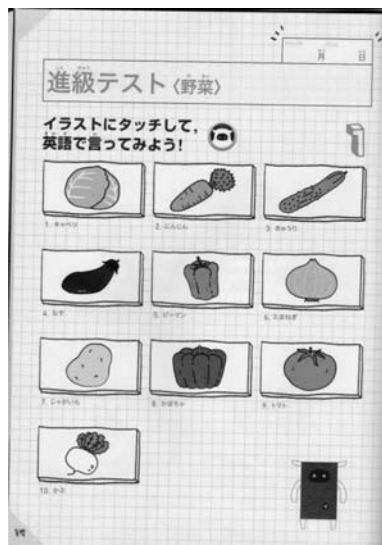 月 日
進級テスト〈野菜〉
イラストにタッチして,
英語で言ってみよう!
1. キャベツ
2. にんじん
3. きゅうり
4. なす
5. ピーマン
6. たまねぎ
7. じゃがいも
8. かぼちゃ
9. トマト
10. かぶ